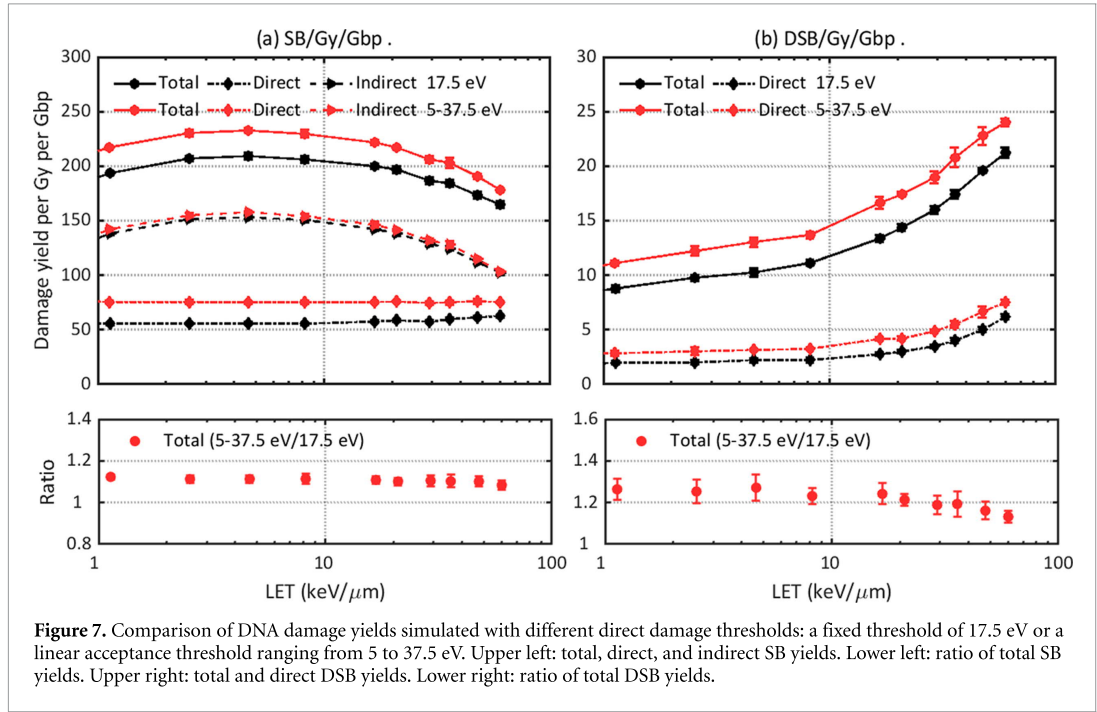 (a) SB/Gy/Gbp .
300
250
200
150
100
50
0
Damage yield per Gy per Gbp
Total Direct Indirect 17.5 eV
Total Direct Indirect 5-37.5 eV
(b) DSB/Gy/Gbp .
30
25
20
15
10
5
0
Total Direct 17.5 eV
Total Direct 5-37.5 eV
1.4
1.2
1
0.8
Ratio
Total (5-37.5 eV/17.5 eV)
1 10 100
LET (keV/μm)
1.6
1.4
1.2
1
Total (5-37.5 eV/17.5 eV)
1 10 100
LET (keV/μm)
Figure 7. Comparison of DNA damage yields simulated with different direct damage thresholds: a fixed threshold of 17.5 eV or a
linear acceptance threshold ranging from 5 to 37.5 eV. Upper left: total, direct, and indirect SB yields. Lower left: ratio of total SB
yields. Upper right: total and direct DSB yields. Lower right: ratio of total DSB yields.